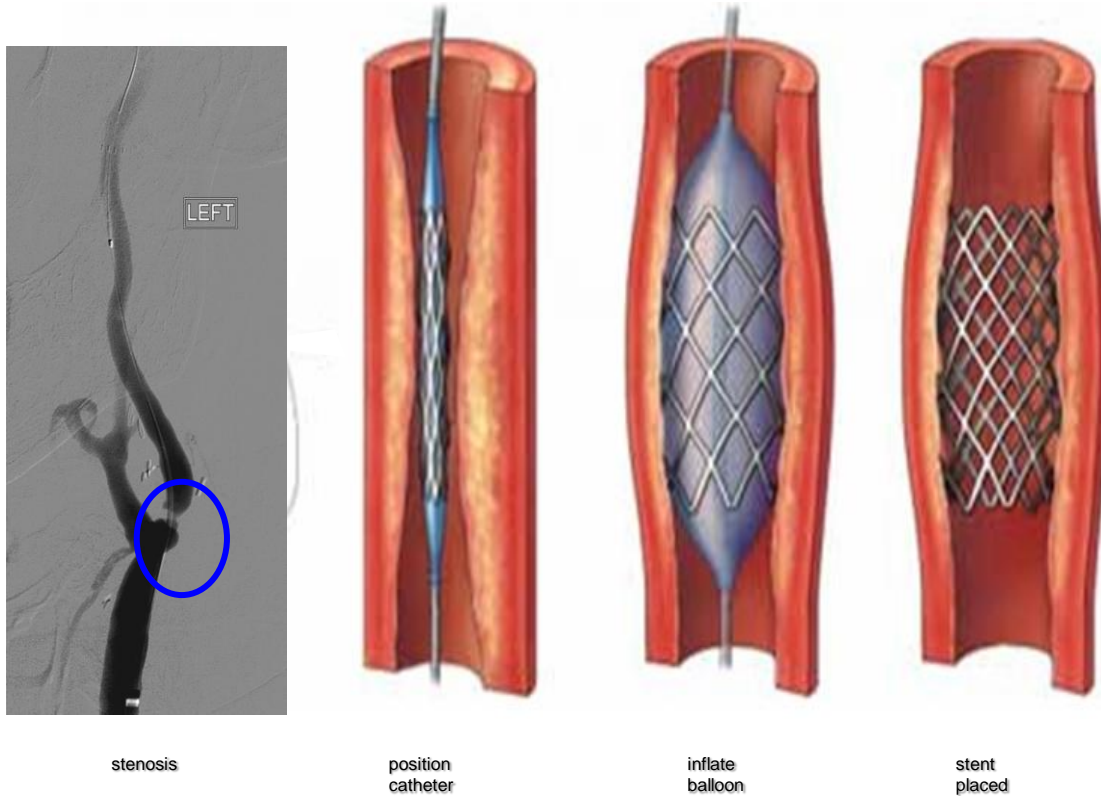 LEFT
stenosis
position
catheter
inflate
balloon
stent
placed